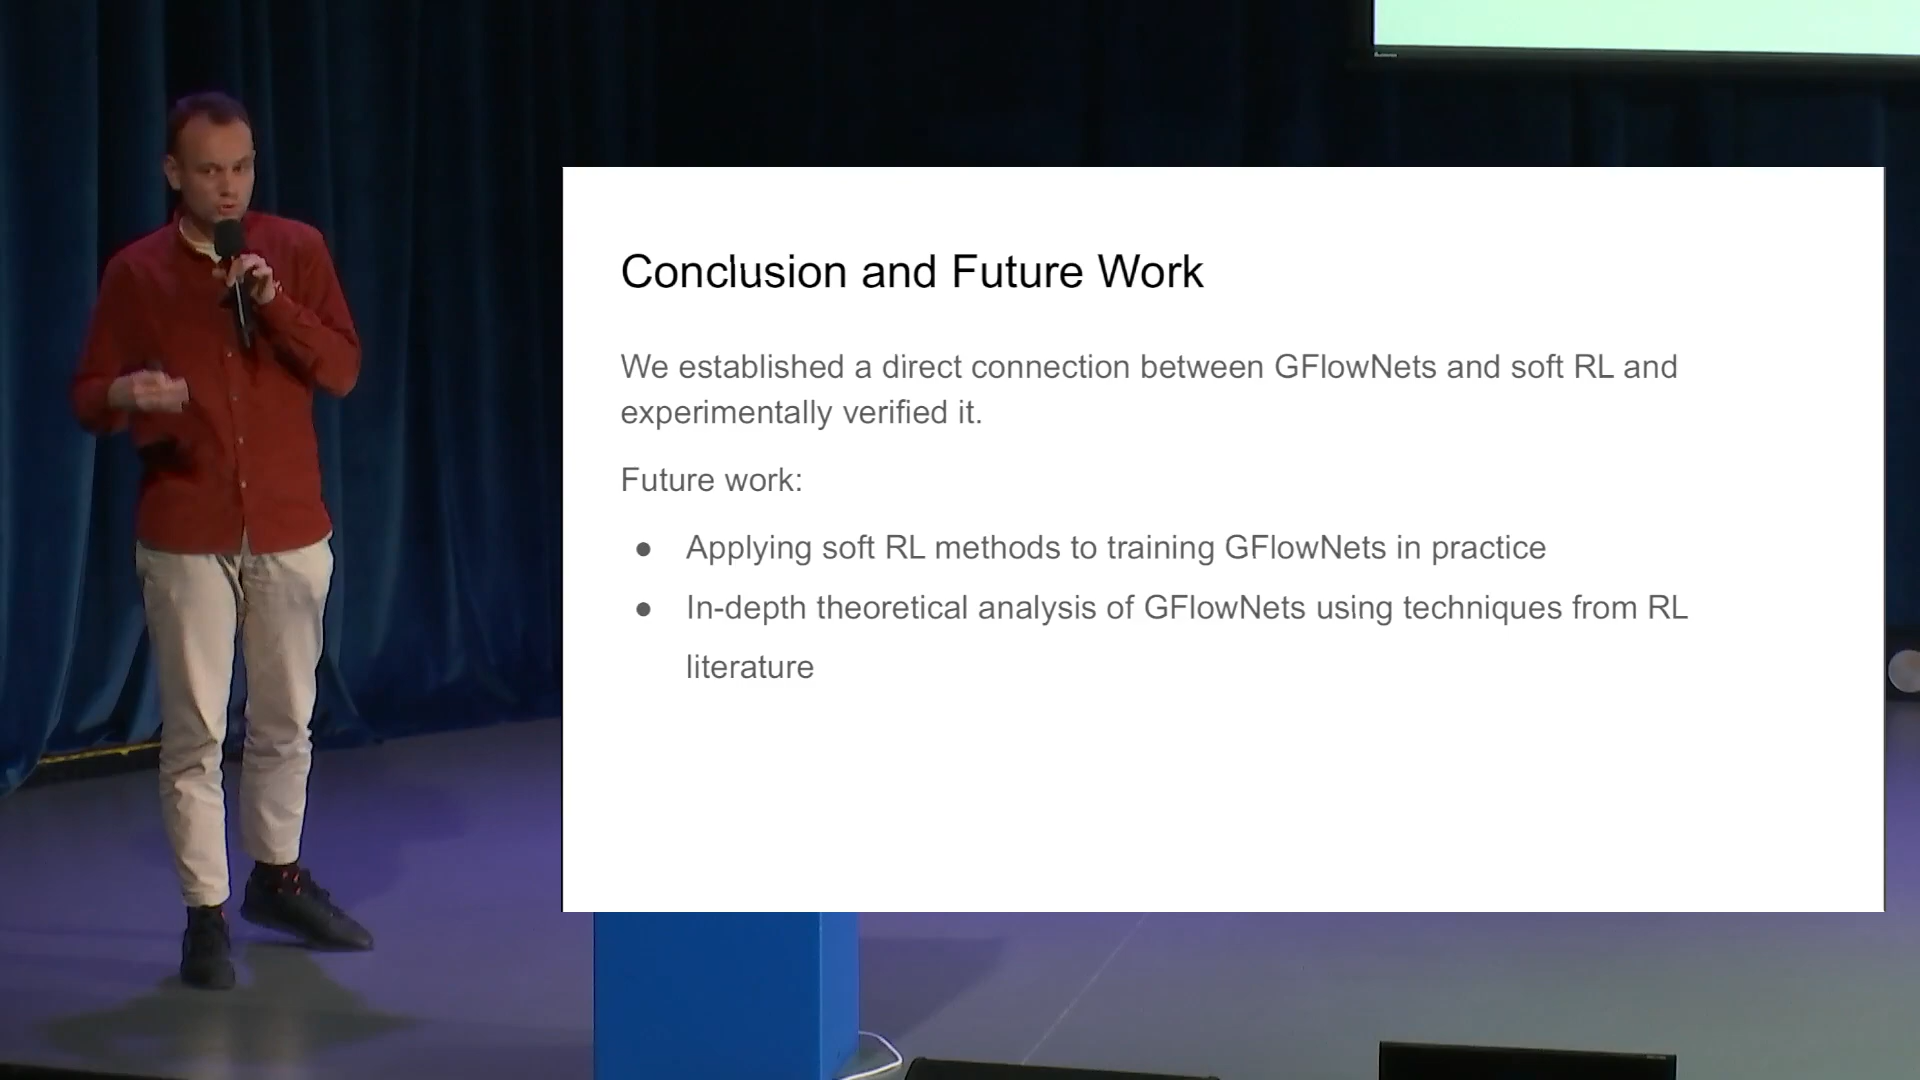 Conclusion and Future Work
We established a direct connection between GFlowNets and soft RL and
experimentally verified it.
Future work:
● Applying soft RL methods to training GFlowNets in practice
● In-depth theoretical analysis of GFlowNets using techniques from RL
literature